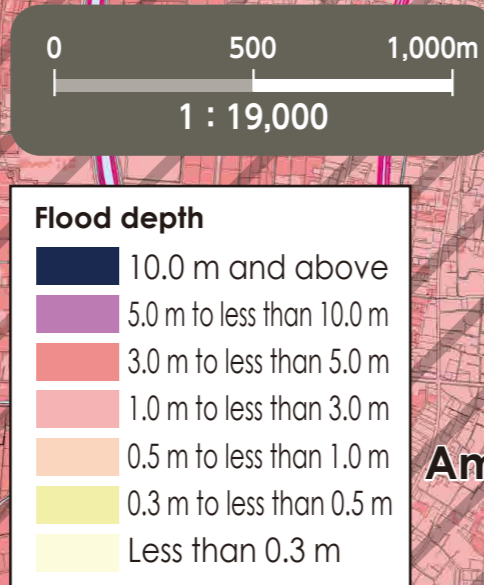 0 500 1,000m
1 : 19,000
Flood depth
10.0 m and above
5.0 m to less than 10.0 m
3.0 m to less than 5.0 m
1.0 m to less than 3.0 m
0.5 m to less than 1.0 m
Am
0.3 m to less than 0.5 m
Less than 0.3 m